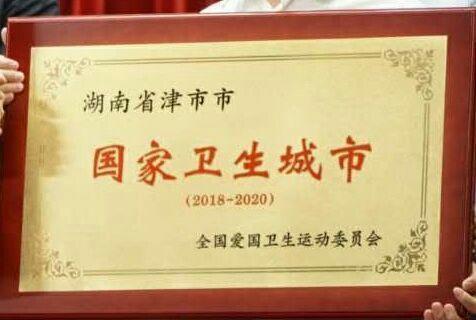 湖南省津市市
国家卫生城市
(2018-2020)
全国爱国卫生运动委员会